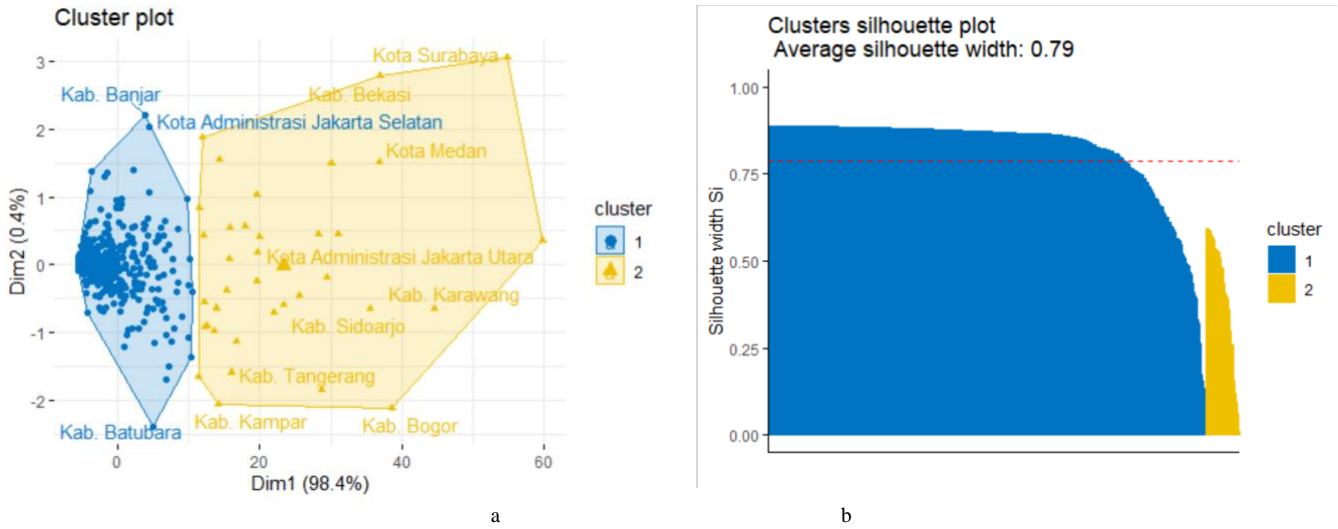 Cluster plot
Kota Surabaya
Kab. Banjar
Kab. Bekasi
Kota Administrasi Jakarta Selatan
Kota Medan
Kota Administrasi Jakarta Utara
Kab. Karawang
Kab. Sidoarjo
Kab. Tangerang
Kab. Kampar
Kab. Bogor
Kab. Batubara
3
2
1
0
-1
-2
Dim2 (0.4%)
0
20
40
60
Dim1 (98.4%)
cluster
1
2
a
Clusters silhouette plot
Average silhouette width: 0.79
1.00
0.75
0.50
0.25
0.00
Silhouette width Si
cluster
1
2
b